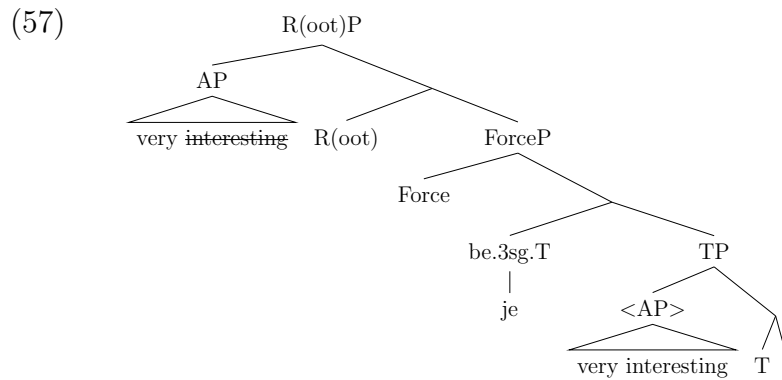 (57)
R(oot)P
AP
very interesting R(oot) ForceP
Force
be.3sg.T TP
je <AP>
very interesting T